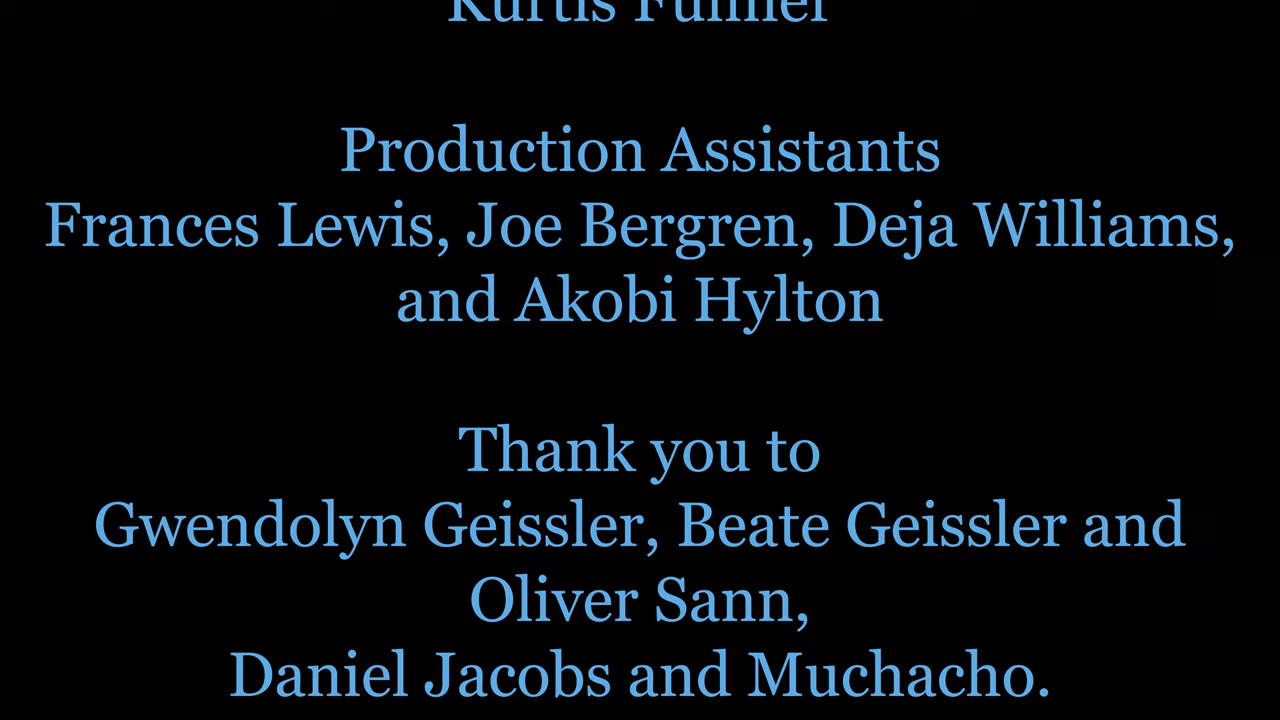 Kurtis
Production Assistants
Frances Lewis, Joe Bergren, Deja Williams,
and Akobi Hylton
Thank you to
Gwendolyn Geissler, Beate Geissler and
Oliver Sann,
Daniel Jacobs and Muchacho.